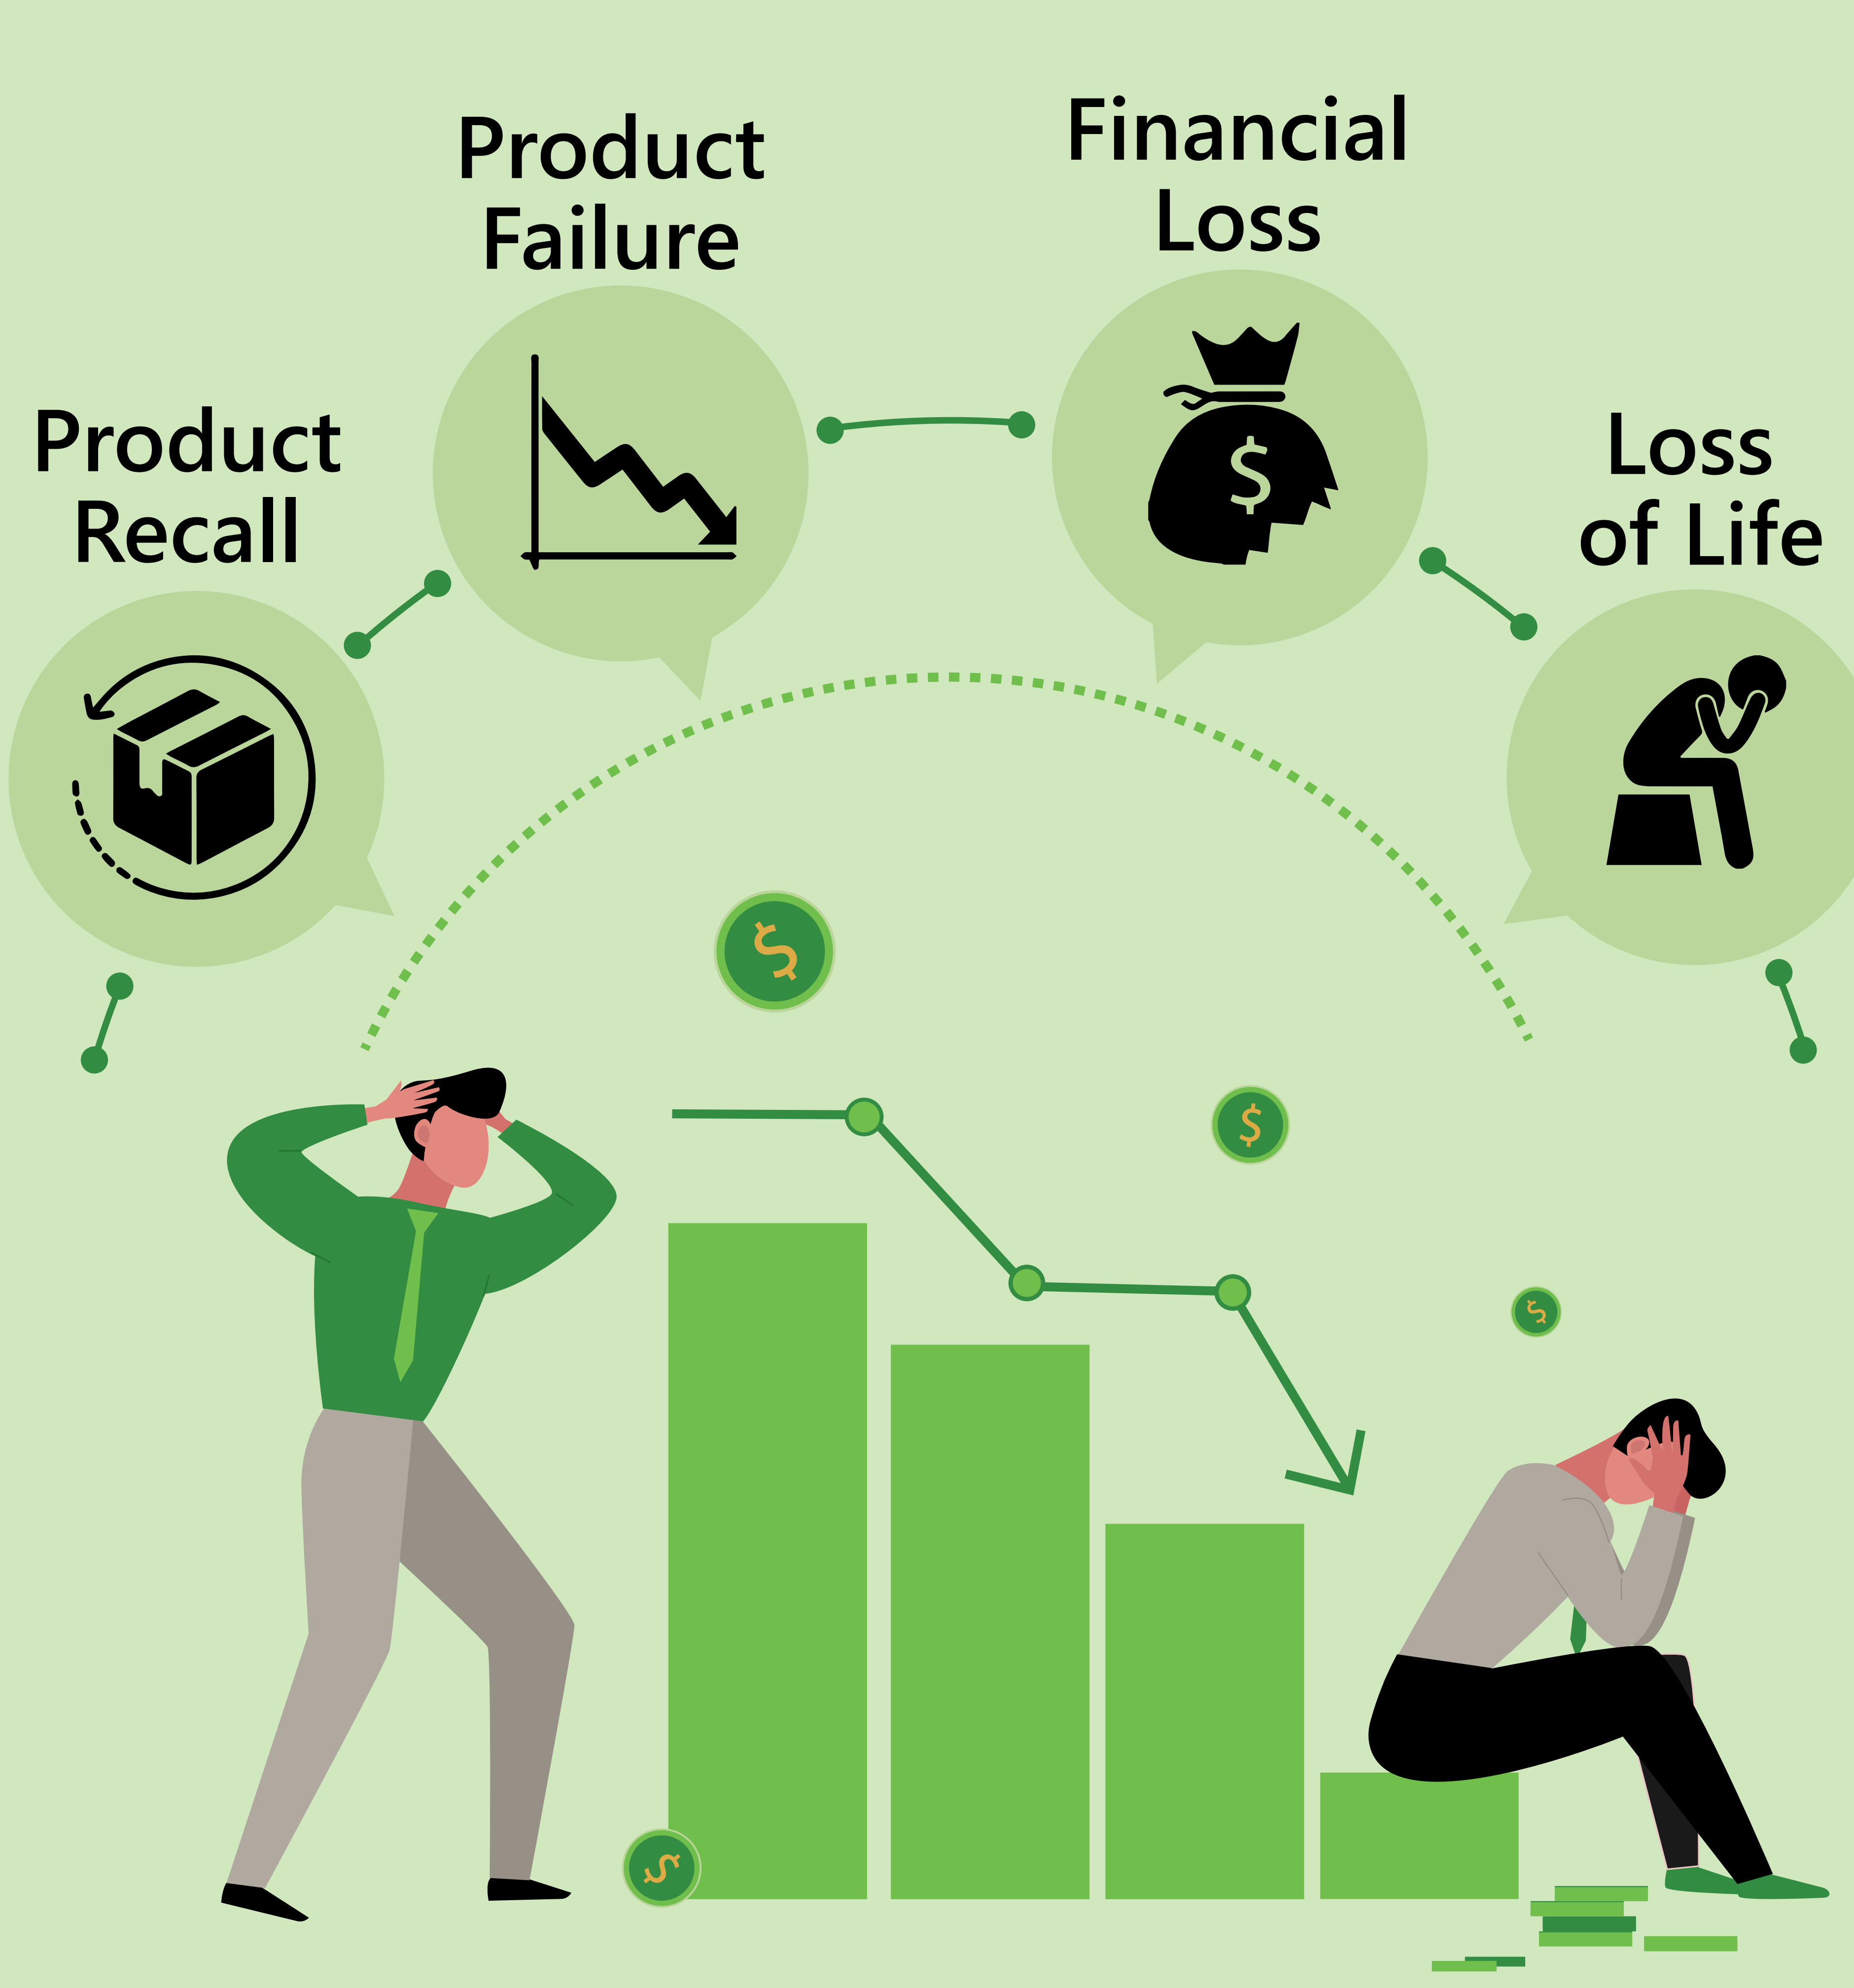 Product
Recall
Product
Failure
Financial
Loss
Loss
of Life
$
$
$
$
$